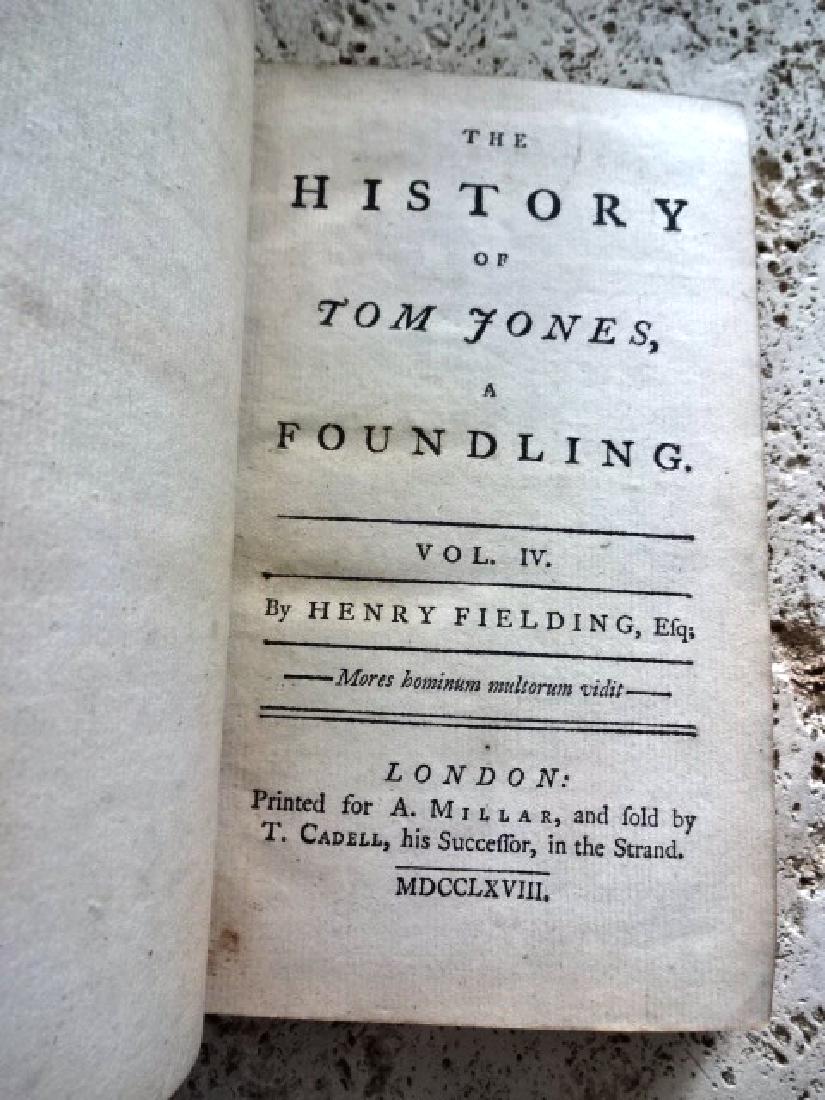 THE
HISTORY
OF
TOM JONES,
A
FOUNDLING.
VOL. IV.
By HENRY FIELDING, Eſq;
—Mores hominum multorum vidit—
LONDON:
Printed for A. MILLAR, and ſold by
T. CADELL, his Succeſſor, in the Strand.
MDCCLXVIII.